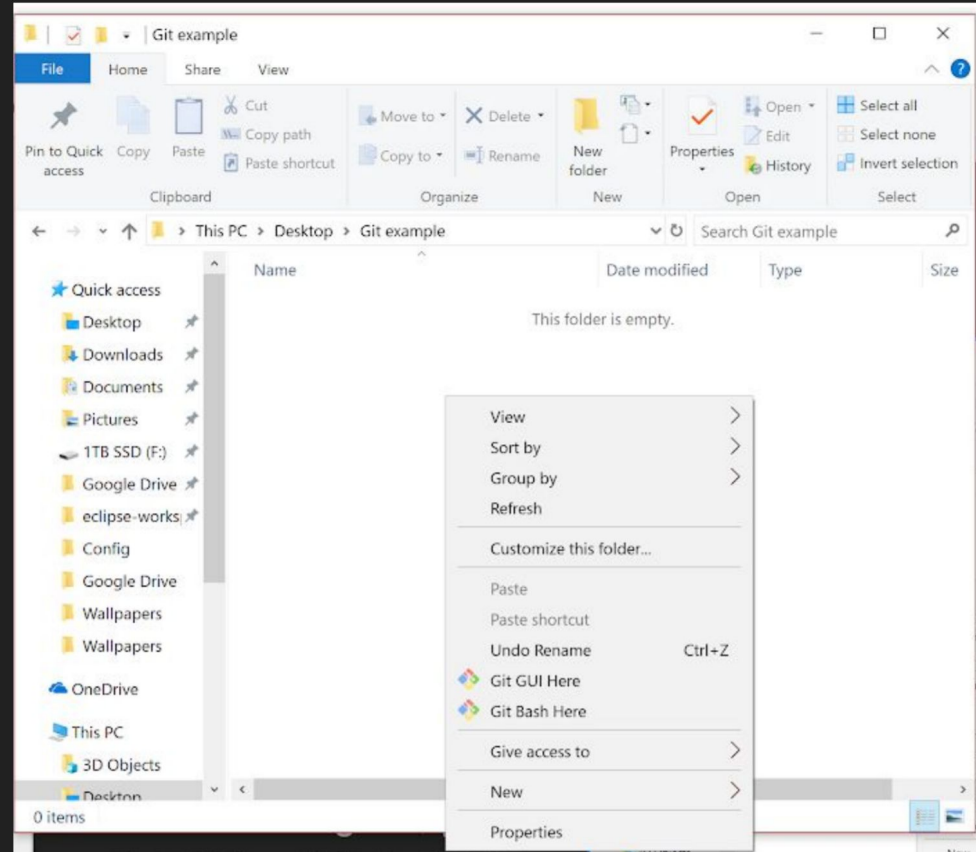 Git example
File Home Share View
Pin to Quick access
Copy
Paste
Cut
Copy path
Paste shortcut
Clipboard
Move to
Copy to
Delete
Rename
Organize
New folder
New
Properties
Open
Edit
History
Open
Select all
Select none
Invert selection
Select
This PC > Desktop > Git example
Search Git example
Name Date modified Type Size
This folder is empty.
Quick access
Desktop
Downloads
Documents
Pictures
1TB SSD (F:)
Google Drive
eclipse-works
Config
Google Drive
Wallpapers
Wallpapers
OneDrive
This PC
3D Objects
Desktop
0 items
View
Sort by
Group by
Refresh
Customize this folder...
Paste
Paste shortcut
Undo Rename Ctrl+Z
Git GUI Here
Git Bash Here
Give access to
New
Properties